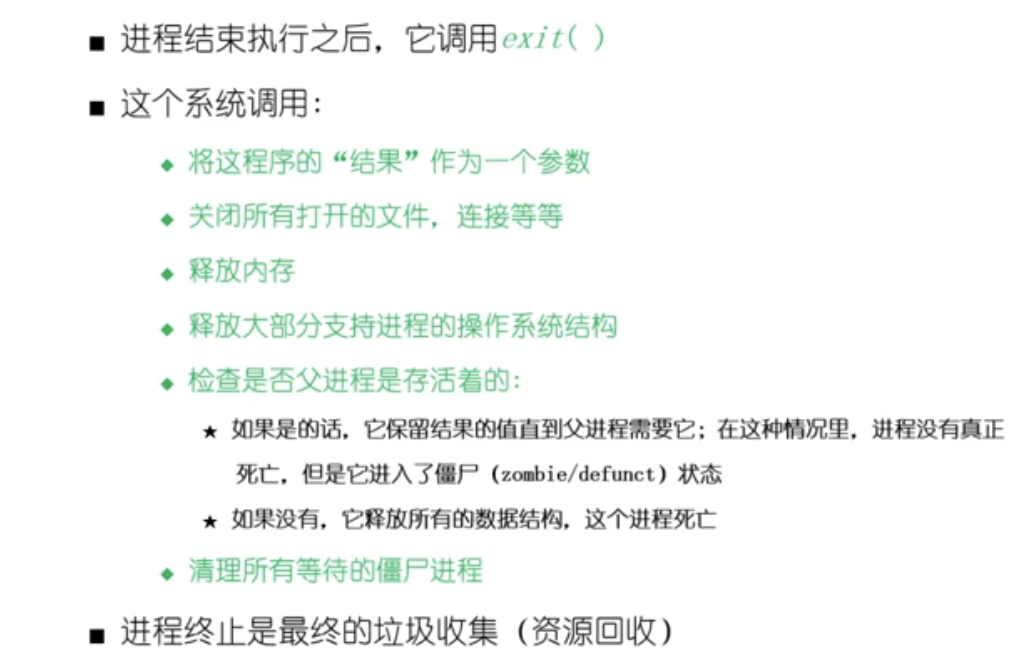 ■ 进程结束执行之后，它调用exit( )
■ 这个系统调用：
◆ 将这程序的“结果”作为一个参数
◆ 关闭所有打开的文件，连接等等
◆ 释放内存
◆ 释放大部分支持进程的操作系统结构
◆ 检查是否父进程是存活着的：
★ 如果是的话，它保留结果的值直到父进程需要它；在这种情况里，进程没有真正
死亡，但是它进入了僵尸（zombie/defunct）状态
★ 如果没有，它释放所有的数据结构，这个进程死亡
◆ 清理所有等待的僵尸进程
■ 进程终止是最终的垃圾收集（资源回收）